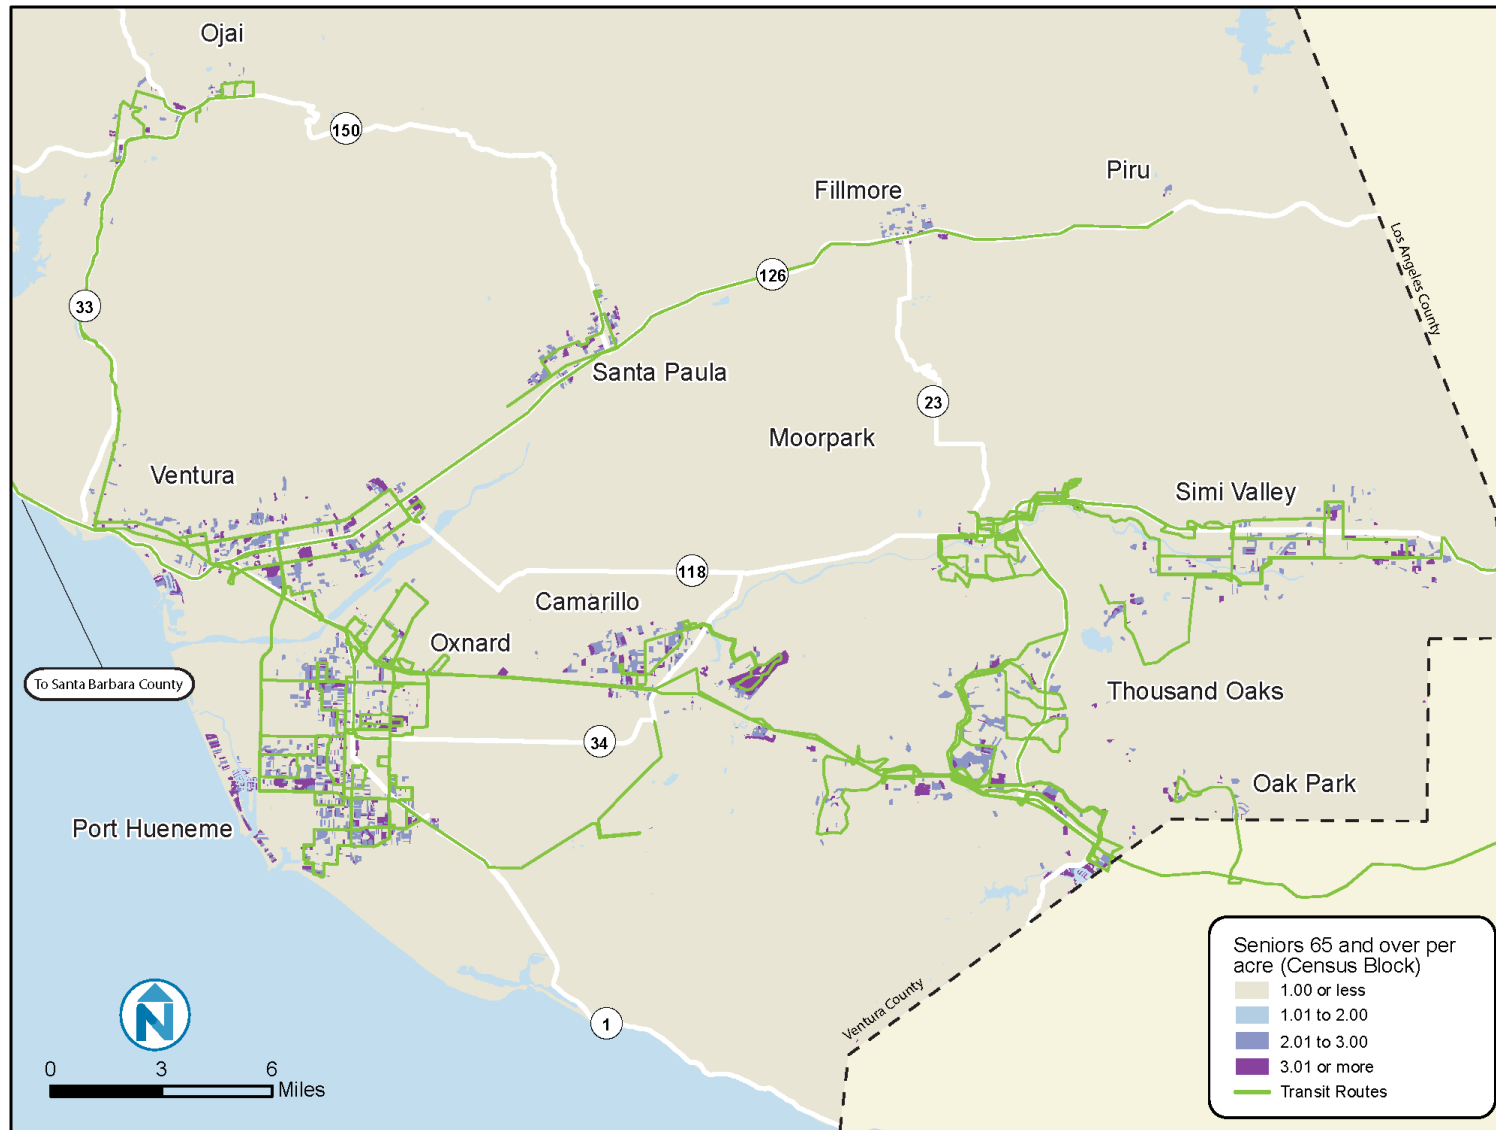 Ojai
150
Piru
Fillmore
Los Angeles County
126
33
Santa Paula
23
Moorpark
Ventura
Simi Valley
118
Camarillo
Oxnard
To Santa Barbara County
Thousand Oaks
34
Oak Park
Port Hueneme
Seniors 65 and over per
acre (Census Block)
1.00 or less
1.01 to 2.00
2.01 to 3.00
3.01 or more
Transit Routes
Ventura County
N
1
0 3 6
Miles